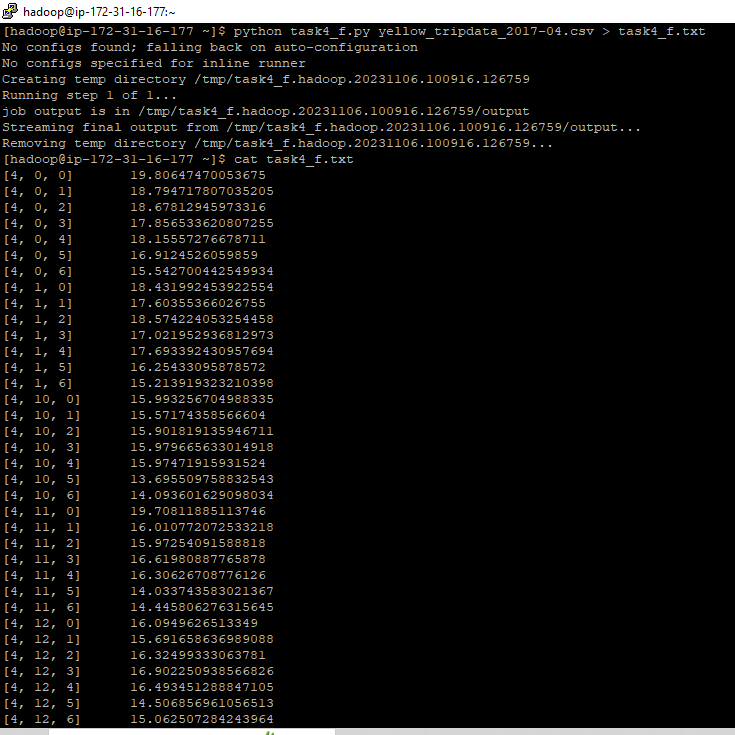 hadoop@ip-172-31-16-177:~
[hadoop@ip-172-31-16-177 ~]$ python task4_f.py yellow_tripdata_2017-04.csv > task4_f.txt
No configs found; falling back on auto-configuration
No configs specified for inline runner
Creating temp directory /tmp/task4_f.hadoop.20231106.100916.126759
Running step 1 of 1...
job output is in /tmp/task4_f.hadoop.20231106.100916.126759/output
Streaming final output from /tmp/task4_f.hadoop.20231106.100916.126759/output...
Removing temp directory /tmp/task4_f.hadoop.20231106.100916.126759...
[hadoop@ip-172-31-16-177 ~]$ cat task4_f.txt
[4, 0, 0] 19.80647470053675
[4, 0, 1] 18.794717807035205
[4, 0, 2] 18.67812945973316
[4, 0, 3] 17.856533620807255
[4, 0, 4] 18.15557276678711
[4, 0, 5] 16.9124526059859
[4, 0, 6] 15.542700442549934
[4, 1, 0] 18.431992453922554
[4, 1, 1] 17.60355366026755
[4, 1, 2] 18.574224053254458
[4, 1, 3] 17.021952936812973
[4, 1, 4] 17.693392430957694
[4, 1, 5] 16.25433095878572
[4, 1, 6] 15.213919323210398
[4, 10, 0] 15.993256704988335
[4, 10, 1] 15.57174358566604
[4, 10, 2] 15.901819135946711
[4, 10, 3] 15.979665633014918
[4, 10, 4] 15.97471915931524
[4, 10, 5] 13.695509758832543
[4, 10, 6] 14.093601629098034
[4, 11, 0] 19.70811885113746
[4, 11, 1] 16.010772072533218
[4, 11, 2] 15.97254091588818
[4, 11, 3] 16.61980887765878
[4, 11, 4] 16.30626708776126
[4, 11, 5] 14.033743583021367
[4, 11, 6] 14.445806276315645
[4, 12, 0] 16.0949626513349
[4, 12, 1] 15.691658636989088
[4, 12, 2] 16.32499333063781
[4, 12, 3] 16.902250938566826
[4, 12, 4] 16.493451288847105
[4, 12, 5] 14.506856961056513
[4, 12, 6] 15.062507284243964